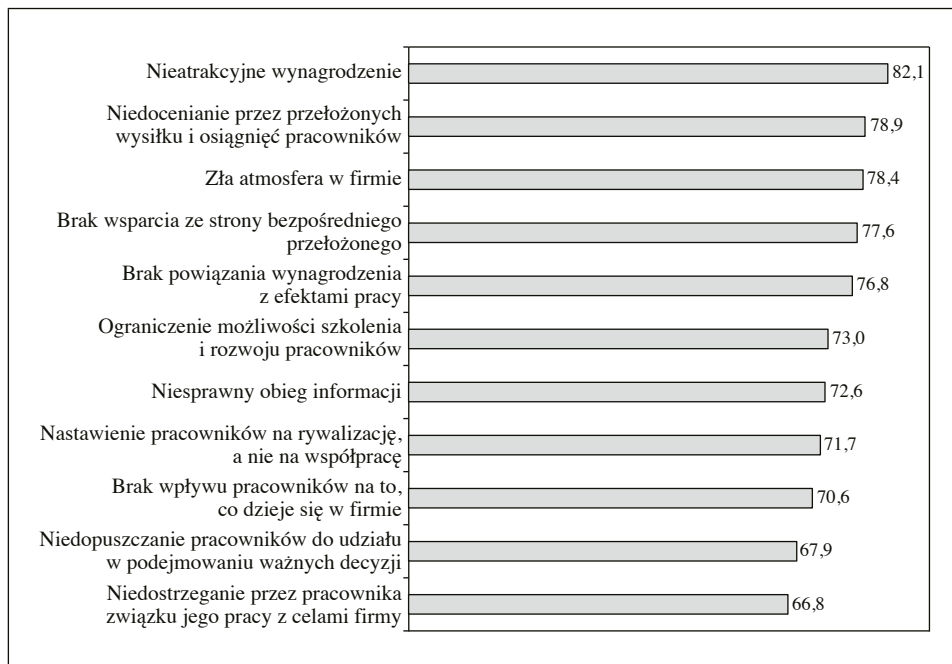 Nieatrakcyjne wynagrodzenie
82,1
Niedocenianie przez przełożonych
wysiłku i osiągnięć pracowników
78,9
Zła atmosfera w firmie
78,4
Brak wsparcia ze strony bezpośredniego
przełożonego
77,6
Brak powiązania wynagrodzenia
z efektami pracy
76,8
Ograniczenie możliwości szkolenia
i rozwoju pracowników
73,0
Niesprawny obieg informacji
72,6
Nastawienie pracowników na rywalizację,
a nie na współpracę
71,7
Brak wpływu pracowników na to,
co dzieje się w firmie
70,6
Niedopuszczanie pracowników do udziału
w podejmowaniu ważnych decyzji
67,9
Niedostrzeganie przez pracownika
związku jego pracy z celami firmy
66,8